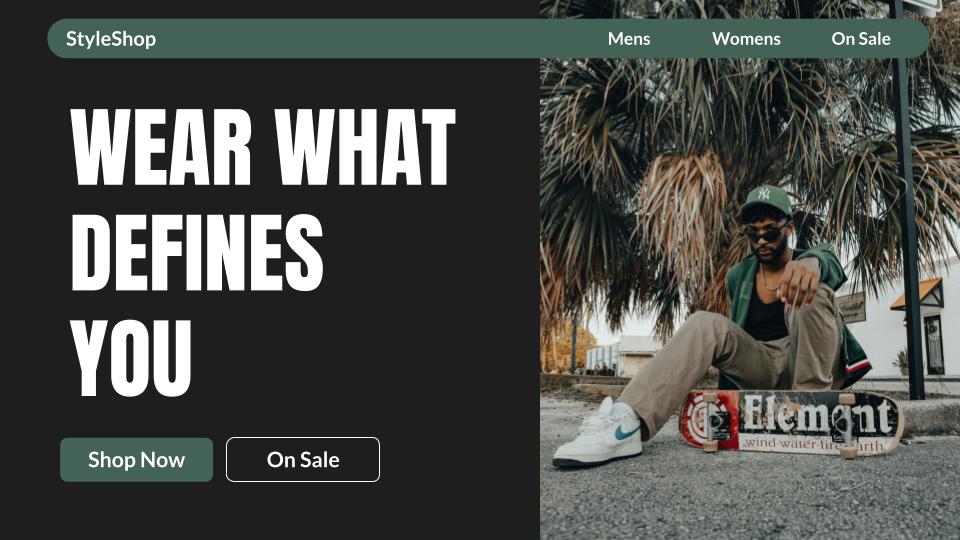 StyleShop
Mens
Womens
On Sale
WEAR WHAT
DEFINES
YOU
Shop Now
On Sale
NY
Element
wind·water·fire·earth